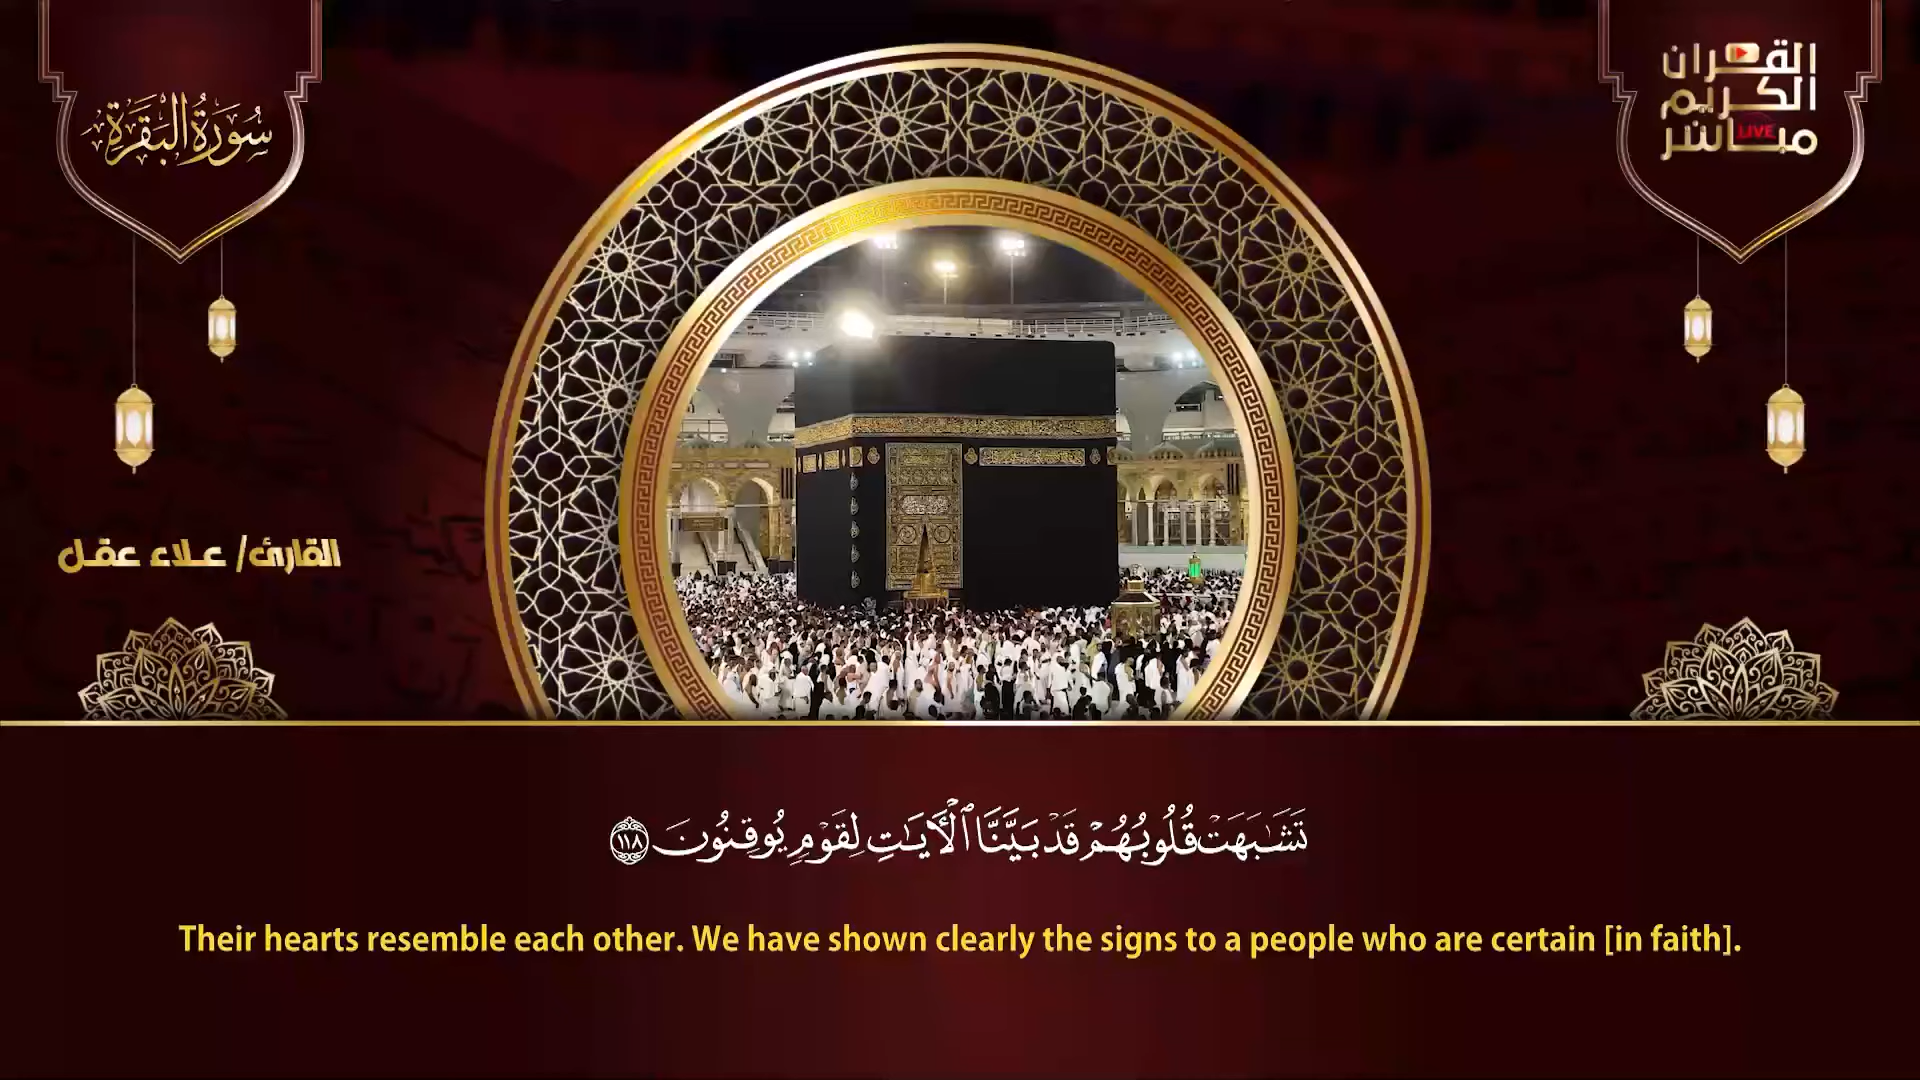 سُورَةُ البَقَرَةِ
القرآن
الكريم
مباشر
LIVE
القارئ/ علاء عقل
تَشَـٰبَهَتْ قُلُوبُهُمْ قَدْ بَيَّنَّا ٱلْـَٔايَـٰتِ لِقَوْمٍ يُوقِنُونَ ١١٨
Their hearts resemble each other. We have shown clearly the signs to a people who are certain [in faith].